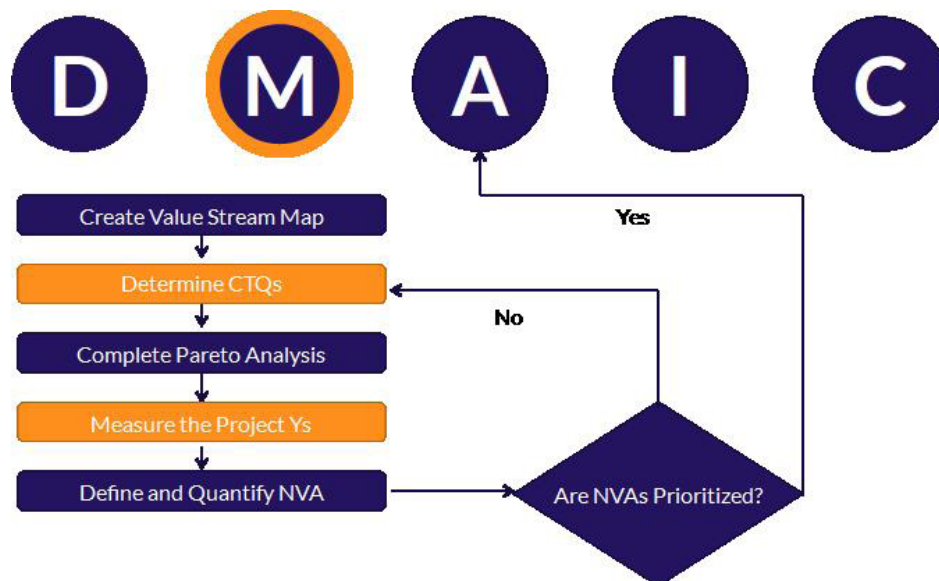 D
M
A
I
C
Create Value Stream Map
Yes
Determine CTQs
No
Complete Pareto Analysis
Measure the Project Ys
Define and Quantify NVA
Are NVAs Prioritized?